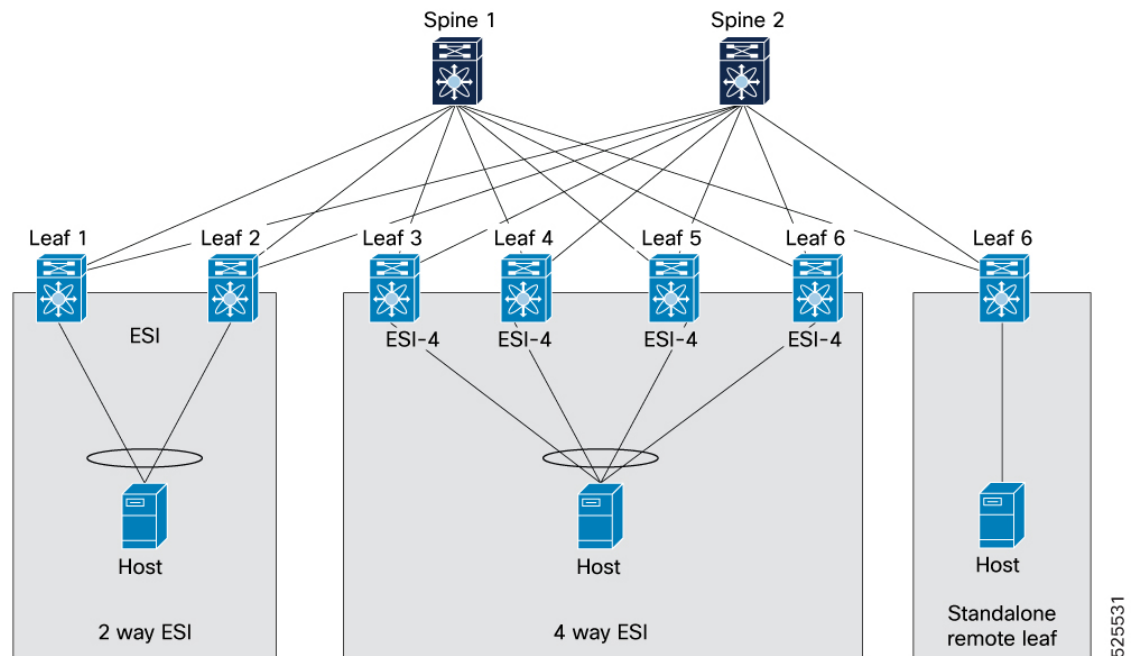 Spine 1
Spine 2
Leaf 1
Leaf 2
Leaf 3
Leaf 4
Leaf 5
Leaf 6
Leaf 6
ESI
ESI-4
ESI-4
ESI-4
ESI-4
Host
Host
Host
2 way ESI
4 way ESI
Standalone
remote leaf
525531